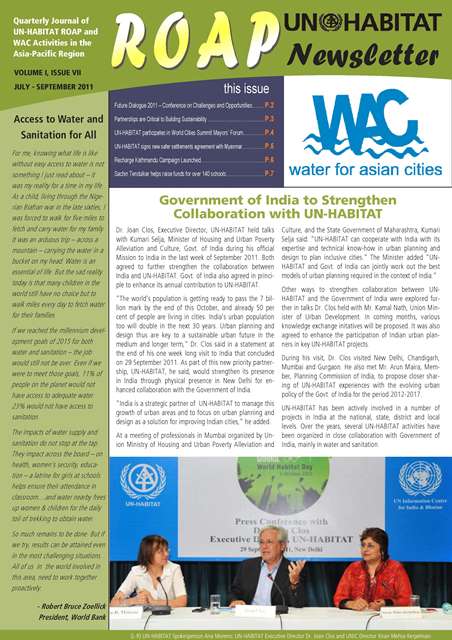 Quarterly Journal of
UN-HABITAT ROAP and
WAC Activities in the
Asia-Pacific Region
VOLUME I, ISSUE VII
JULY - SEPTEMBER 2011
ROAP
UN HABITAT
Newsletter
this issue
Future Dialogue 2011 – Conference on Challenges and Opportunities........ P.2
Partnerships are Critical to Building Sustainability........ P.3
UN-HABITAT participates in World Cities Summit Mayors' Forum........ P.4
UN-HABITAT signs new safer settlements agreement with Myanmar........ P.5
Recharge Kathmandu Campaign Launched........ P.6
Sachin Tendulkar helps raise funds for over 140 schools........ P.7
WAC
water for asian cities
Access to Water and
Sanitation for All
For me, knowing what life is like
without easy access to water is not
something I just read about – it
was my reality for a time in my life.
As a child, living through the Nige-
rian Biafran war in the late sixties, I
was forced to walk for five miles to
fetch and carry water for my family.
It was an arduous trip – across a
mountain – carrying the water in a
bucket on my head. Water is an
essential of life. But the sad reality
today is that many children in the
world still have no choice but to
walk miles every day to fetch water
for their families.
If we reached the millennium devel-
opment goals of 2015 for both
water and sanitation – the job
would still not be over. Even if we
were to meet those goals, 11% of
people on the planet would not
have access to adequate water.
23% would not have access to
sanitation.
The impacts of water supply and
sanitation do not stop at the tap.
They impact across the board – on
health, women's security, educa-
tion – a latrine for girls at schools
helps ensure their attendance in
classroom....and water nearby frees
up women & children for the daily
toil of trekking to obtain water.
So much remains to be done. But if
we try, results can be attained even
in the most challenging situations.
All of us in the world involved in
this area, need to work together
proactively.
- Robert Bruce Zoellick
President, World Bank
Government of India to Strengthen
Collaboration with UN-HABITAT
Dr. Joan Clos, Executive Director, UN-HABITAT held talks
with Kumari Selja, Minister of Housing and Urban Poverty
Alleviation and Culture, Govt. of India during his official
Mission to India in the last week of September 2011. Both
agreed to further strengthen the collaboration between
India and UN-HABITAT. Govt. of India also agreed in princi-
ple to enhance its annual contribution to UN-HABITAT.
"The world's population is getting ready to pass the 7 bil-
lion mark by the end of this October, and already 50 per
cent of people are living in cities. India's urban population
too will double in the next 30 years. Urban planning and
design thus are key to a sustainable urban future in the
medium and longer term," Dr. Clos said in a statement at
the end of his one week long visit to India that concluded
on 29 September 2011. As part of this new priority partner-
ship, UN-HABITAT, he said, would strengthen its presence
in India through physical presence in New Delhi for en-
hanced collaboration with the Government of India.
"India is a strategic partner of UN-HABITAT to manage this
growth of urban areas and to focus on urban planning and
design as a solution for improving Indian cities," he added.
At a meeting of professionals in Mumbai organized by Un-
ion Ministry of Housing and Urban Poverty Alleviation and
Culture, and the State Government of Maharashtra, Kumari
Selja said: "UN-HABITAT can cooperate with India with its
expertise and technical know-how in urban planning and
design to plan inclusive cities." The Minister added "UN-
HABITAT and Govt. of India can jointly work out the best
models of urban planning required in the context of India."
Other ways to strengthen collaboration between UN-
HABITAT and the Government of India were explored fur-
ther in talks Dr. Clos held with Mr. Kamal Nath, Union Min-
ister of Urban Development. In coming months, various
knowledge exchange initiatives will be proposed. It was also
agreed to enhance the participation of Indian urban plan-
ners in key UN-HABITAT projects.
During his visit, Dr. Clos visited New Delhi, Chandigarh,
Mumbai and Gurgaon. He also met Mr. Arun Maira, Mem-
ber, Planning Commission of India, to propose closer shar-
ing of UN-HABITAT experiences with the evolving urban
policy of the Govt. of India for the period 2012-2017.
UN-HABITAT has been actively involved in a number of
projects in India at the national, state, district and local
levels. Over the years, several UN-HABITAT activities have
been organized in close collaboration with Government of
India, mainly in water and sanitation.
UN-HABITAT
World Habitat Day
Press Conference with
Dr. Joan Clos
Executive Director, UN-HABITAT
29 September 2011, New Delhi
UN Information Centre
for India & Bhutan
(L-R) UN-HABITAT Spokesperson Ana Moreno, UN-HABITAT Executive Director Dr. Joan Clos and UNIC Director Kiran Mehra-Kerpelman